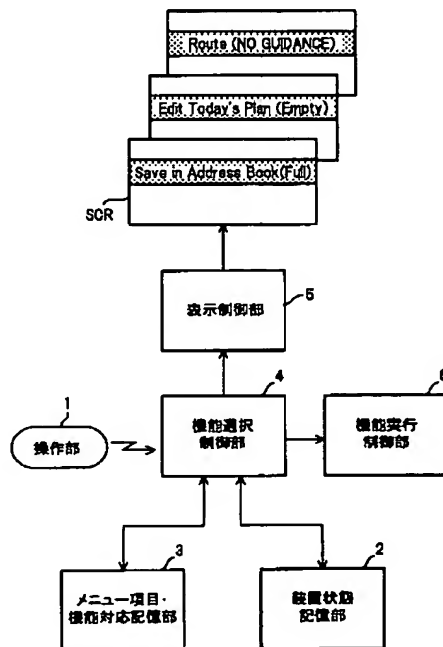 Route (NO GUIDANCE)
Edit Today's Plan (Empty)
Save in Address Book(Full)
SCR
5
表示制御部
4
6
1
機能選択
制御部
機能実行
制御部
操作部
3
2
メニュー項目・
機能対応記憶部
装置状態
記憶部